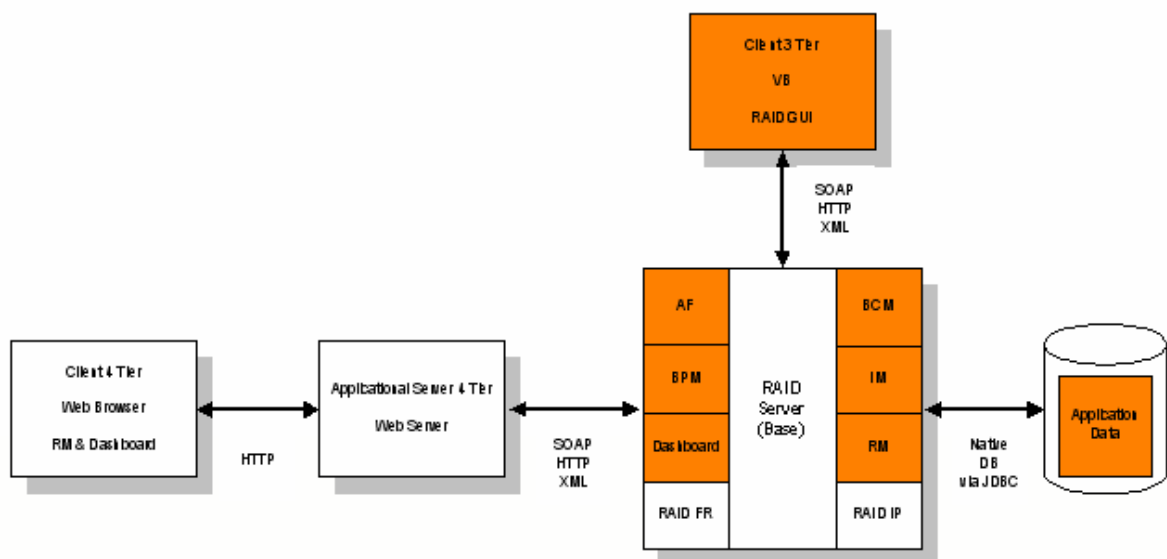 Client 3 Tier
VB
RAID GUI
SOAP
HTTP
XML
AF
BCM
BPM
IM
RAID
Server
(Base)
Dashboard
RM
RAID FR
RAID IP
Client 4 Tier
Web Browser
RM & Dashboard
HTTP
Applicational Server 4 Tier
Web Server
SOAP
HTTP
XML
Native
DB
via JDBC
Application
Data